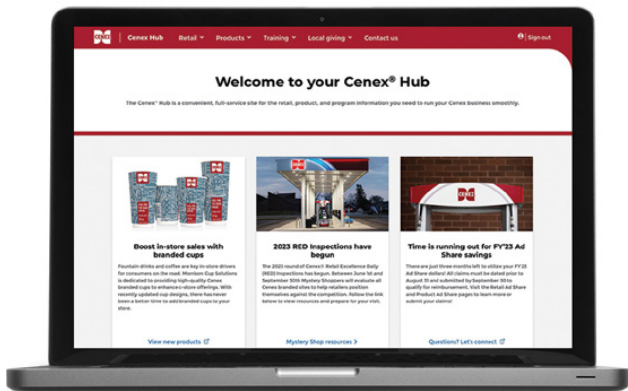 CENEX
Cenex Hub
Retail
Products
Training
Local giving
Contact us
Sign out
Welcome to your Cenex® Hub
The Cenex® Hub is a convenient, full-service site for the retail, product, and program information you need to run your Cenex business smoothly.
CENEX
Boost in-store sales with
branded cups
Fountain drinks and coffee are key in-store drivers
for consumers on the road. Morrison Cup Solutions
is dedicated to providing high-quality Cenex
branded cups to enhance c-store offerings. With
recently updated cup designs, there has never
been a better time to add branded cups to your
store.
View new products
2023 RED Inspections have
begun
The 2023 round of Cenex® Retail Excellence Daily
(RED) Inspections has begun. Between June 1st and
September 30th Mystery Shoppers will evaluate all
Cenex branded sites to help retailers position
themselves against the competition. Follow the link
below to view resources and prepare for your visit.
Mystery Shop resources >
CENEX
Time is running out for FY'23 Ad
Share savings
There are just three months left to utilize your FY23
Ad Share dollars! All claims must be dated prior to
August 31 and submitted by September 30 to
qualify for reimbursement. Visit the Retail Ad Share
and Product Ad Share pages to learn more or
submit your claims!
Questions? Let's connect